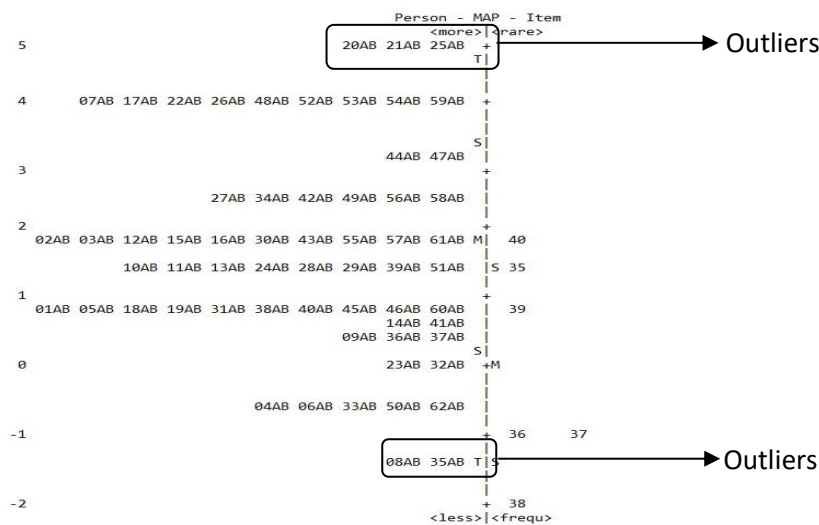 Person - MAP - Item
<more>|<rare>
5 20AB 21AB 25AB + Outliers
T|
4 07AB 17AB 22AB 26AB 48AB 52AB 53AB 54AB 59AB +
S|
44AB 47AB
3 +
27AB 34AB 42AB 49AB 56AB 58AB
2 +
02AB 03AB 12AB 15AB 16AB 30AB 43AB 55AB 57AB 61AB M| 40
10AB 11AB 13AB 24AB 28AB 29AB 39AB 51AB |S 35
1 +
01AB 05AB 18AB 19AB 31AB 38AB 40AB 45AB 46AB 60AB | 39
14AB 41AB |
09AB 36AB 37AB |
S|
0 23AB 32AB +M
04AB 06AB 33AB 50AB 62AB |
-1 + 36 37
08AB 35AB T|S Outliers
-2 + 38
<less>|<frequ>